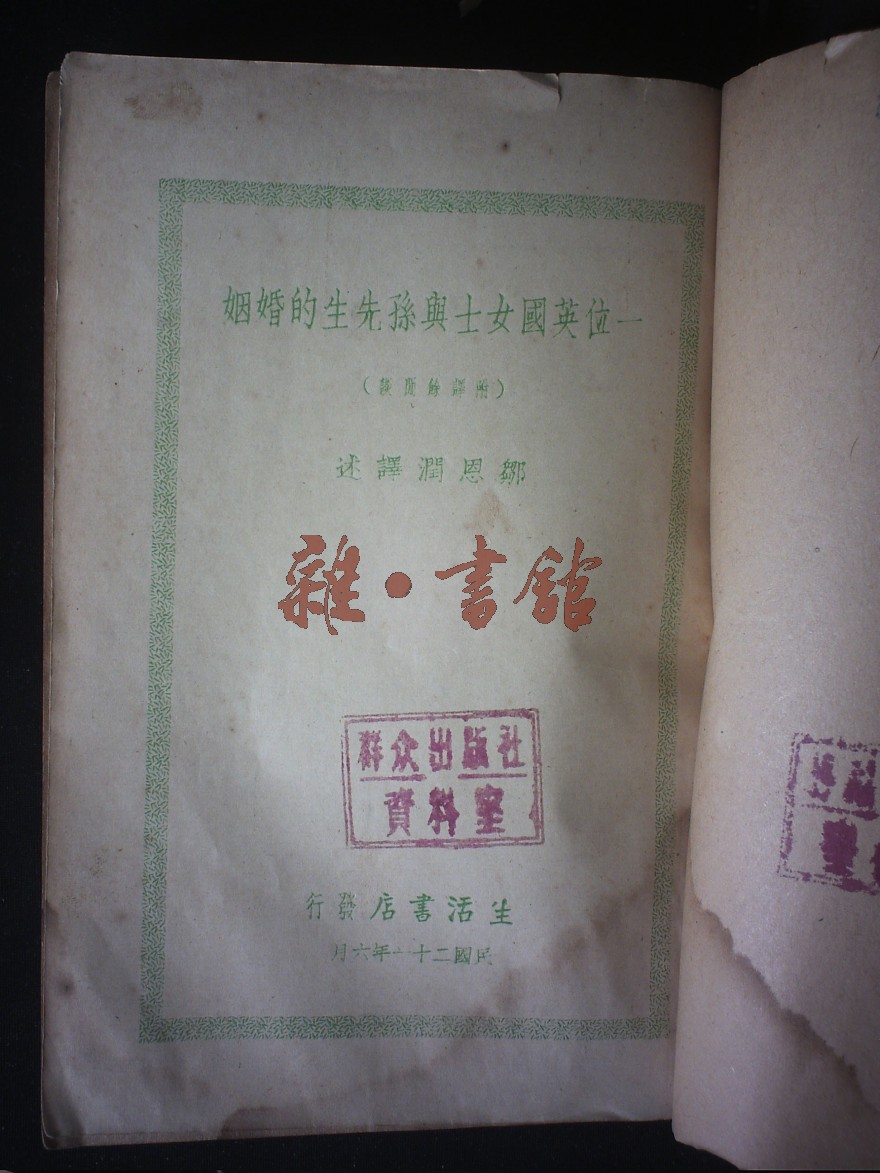 一位英國女士與孫先生的婚姻
（附譯餘閒談）
鄒恩潤譯述
雜•書館
群众出版社
資料室
生活書店發行
民國二十一年六月